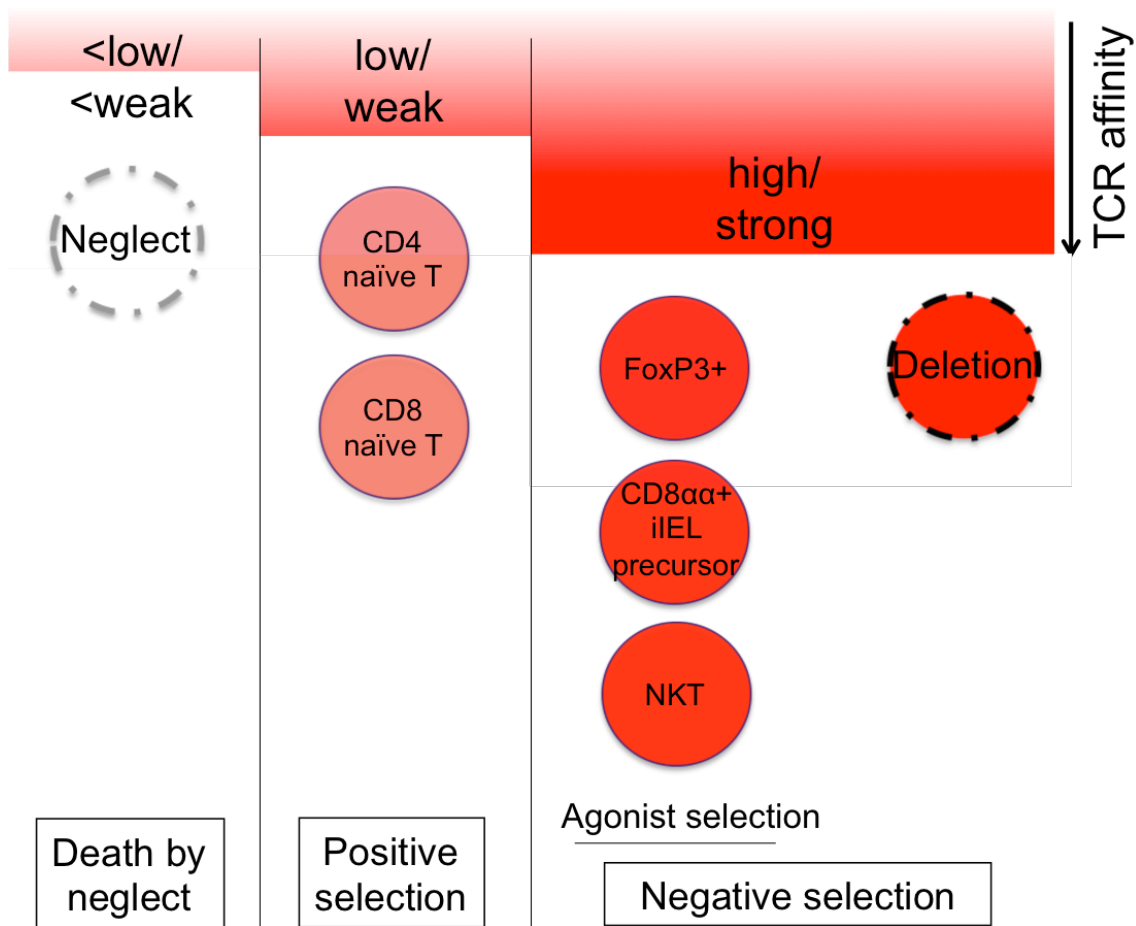 <low/
<weak
low/
weak
high/
strong
TCR affinity
Neglect
CD4
naïve T
CD8
naïve T
FoxP3+
CD8αα+
iIEL
precursor
NKT
Deletion
Agonist selection
Death by
neglect
Positive
selection
Negative selection